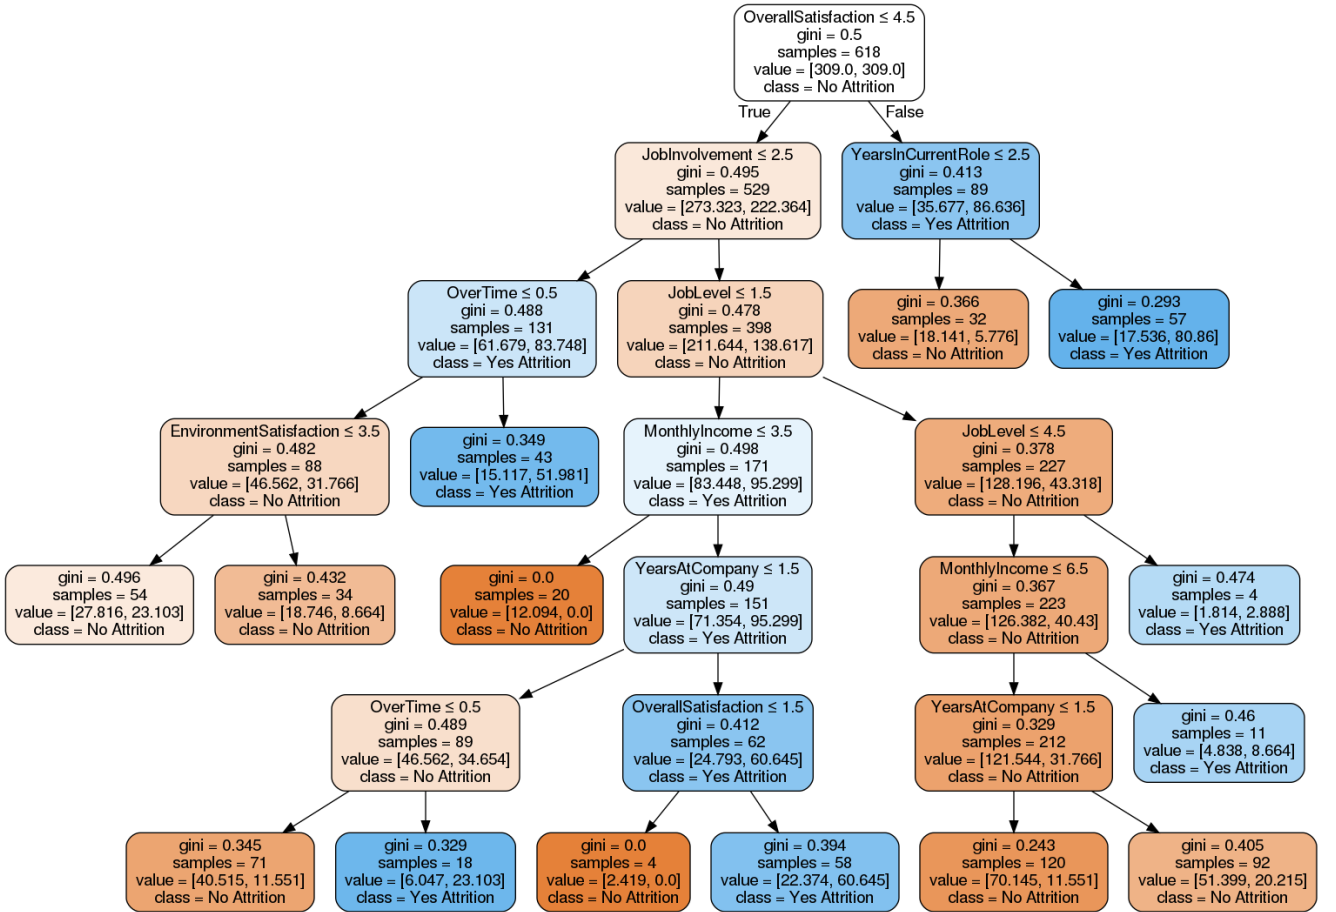 OverallSatisfaction ≤ 4.5
gini = 0.5
samples = 618
value = [309.0, 309.0]
class = No Attrition
True
False
JobInvolvement ≤ 2.5
gini = 0.495
samples = 529
value = [273.323, 222.364]
class = No Attrition
YearsInCurrentRole ≤ 2.5
gini = 0.413
samples = 89
value = [35.677, 86.636]
class = Yes Attrition
OverTime ≤ 0.5
gini = 0.488
samples = 131
value = [61.679, 83.748]
class = Yes Attrition
JobLevel ≤ 1.5
gini = 0.478
samples = 398
value = [211.644, 138.617]
class = No Attrition
gini = 0.366
samples = 32
value = [18.141, 5.776]
class = No Attrition
gini = 0.293
samples = 57
value = [17.536, 80.86]
class = Yes Attrition
EnvironmentSatisfaction ≤ 3.5
gini = 0.482
samples = 88
value = [46.562, 31.766]
class = No Attrition
gini = 0.349
samples = 43
value = [15.117, 51.981]
class = Yes Attrition
MonthlyIncome ≤ 3.5
gini = 0.498
samples = 171
value = [83.448, 95.299]
class = Yes Attrition
JobLevel ≤ 4.5
gini = 0.378
samples = 227
value = [128.196, 43.318]
class = No Attrition
gini = 0.496
samples = 54
value = [27.816, 23.103]
class = No Attrition
gini = 0.432
samples = 34
value = [18.746, 8.664]
class = No Attrition
gini = 0.0
samples = 20
value = [12.094, 0.0]
class = No Attrition
YearsAtCompany ≤ 1.5
gini = 0.49
samples = 151
value = [71.354, 95.299]
class = Yes Attrition
MonthlyIncome ≤ 6.5
gini = 0.367
samples = 223
value = [126.382, 40.43]
class = No Attrition
gini = 0.474
samples = 4
value = [1.814, 2.888]
class = Yes Attrition
OverTime ≤ 0.5
gini = 0.489
samples = 89
value = [46.562, 34.654]
class = No Attrition
OverallSatisfaction ≤ 1.5
gini = 0.412
samples = 62
value = [24.793, 60.645]
class = Yes Attrition
YearsAtCompany ≤ 1.5
gini = 0.329
samples = 212
value = [121.544, 31.766]
class = No Attrition
gini = 0.46
samples = 11
value = [4.838, 8.664]
class = Yes Attrition
gini = 0.345
samples = 71
value = [40.515, 11.551]
class = No Attrition
gini = 0.329
samples = 18
value = [6.047, 23.103]
class = Yes Attrition
gini = 0.0
samples = 4
value = [2.419, 0.0]
class = No Attrition
gini = 0.394
samples = 58
value = [22.374, 60.645]
class = Yes Attrition
gini = 0.243
samples = 120
value = [70.145, 11.551]
class = No Attrition
gini = 0.405
samples = 92
value = [51.399, 20.215]
class = No Attrition